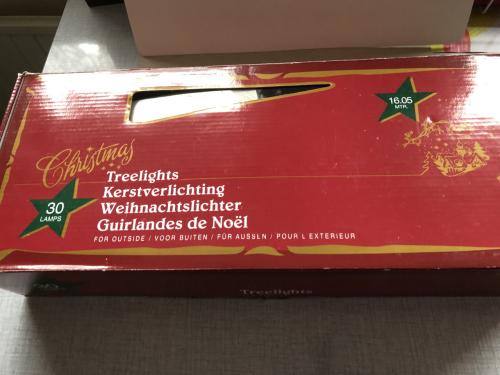 16.05
MTR.
Christmas
Treelights
Kerstverlichting
Weihnachtslichter
Guirlandes de Noël
30
LAMPS
FOR OUTSIDE / VOOR BUITEN / FÜR AUSSLN / POUR L EXTERIEUR
Treelights